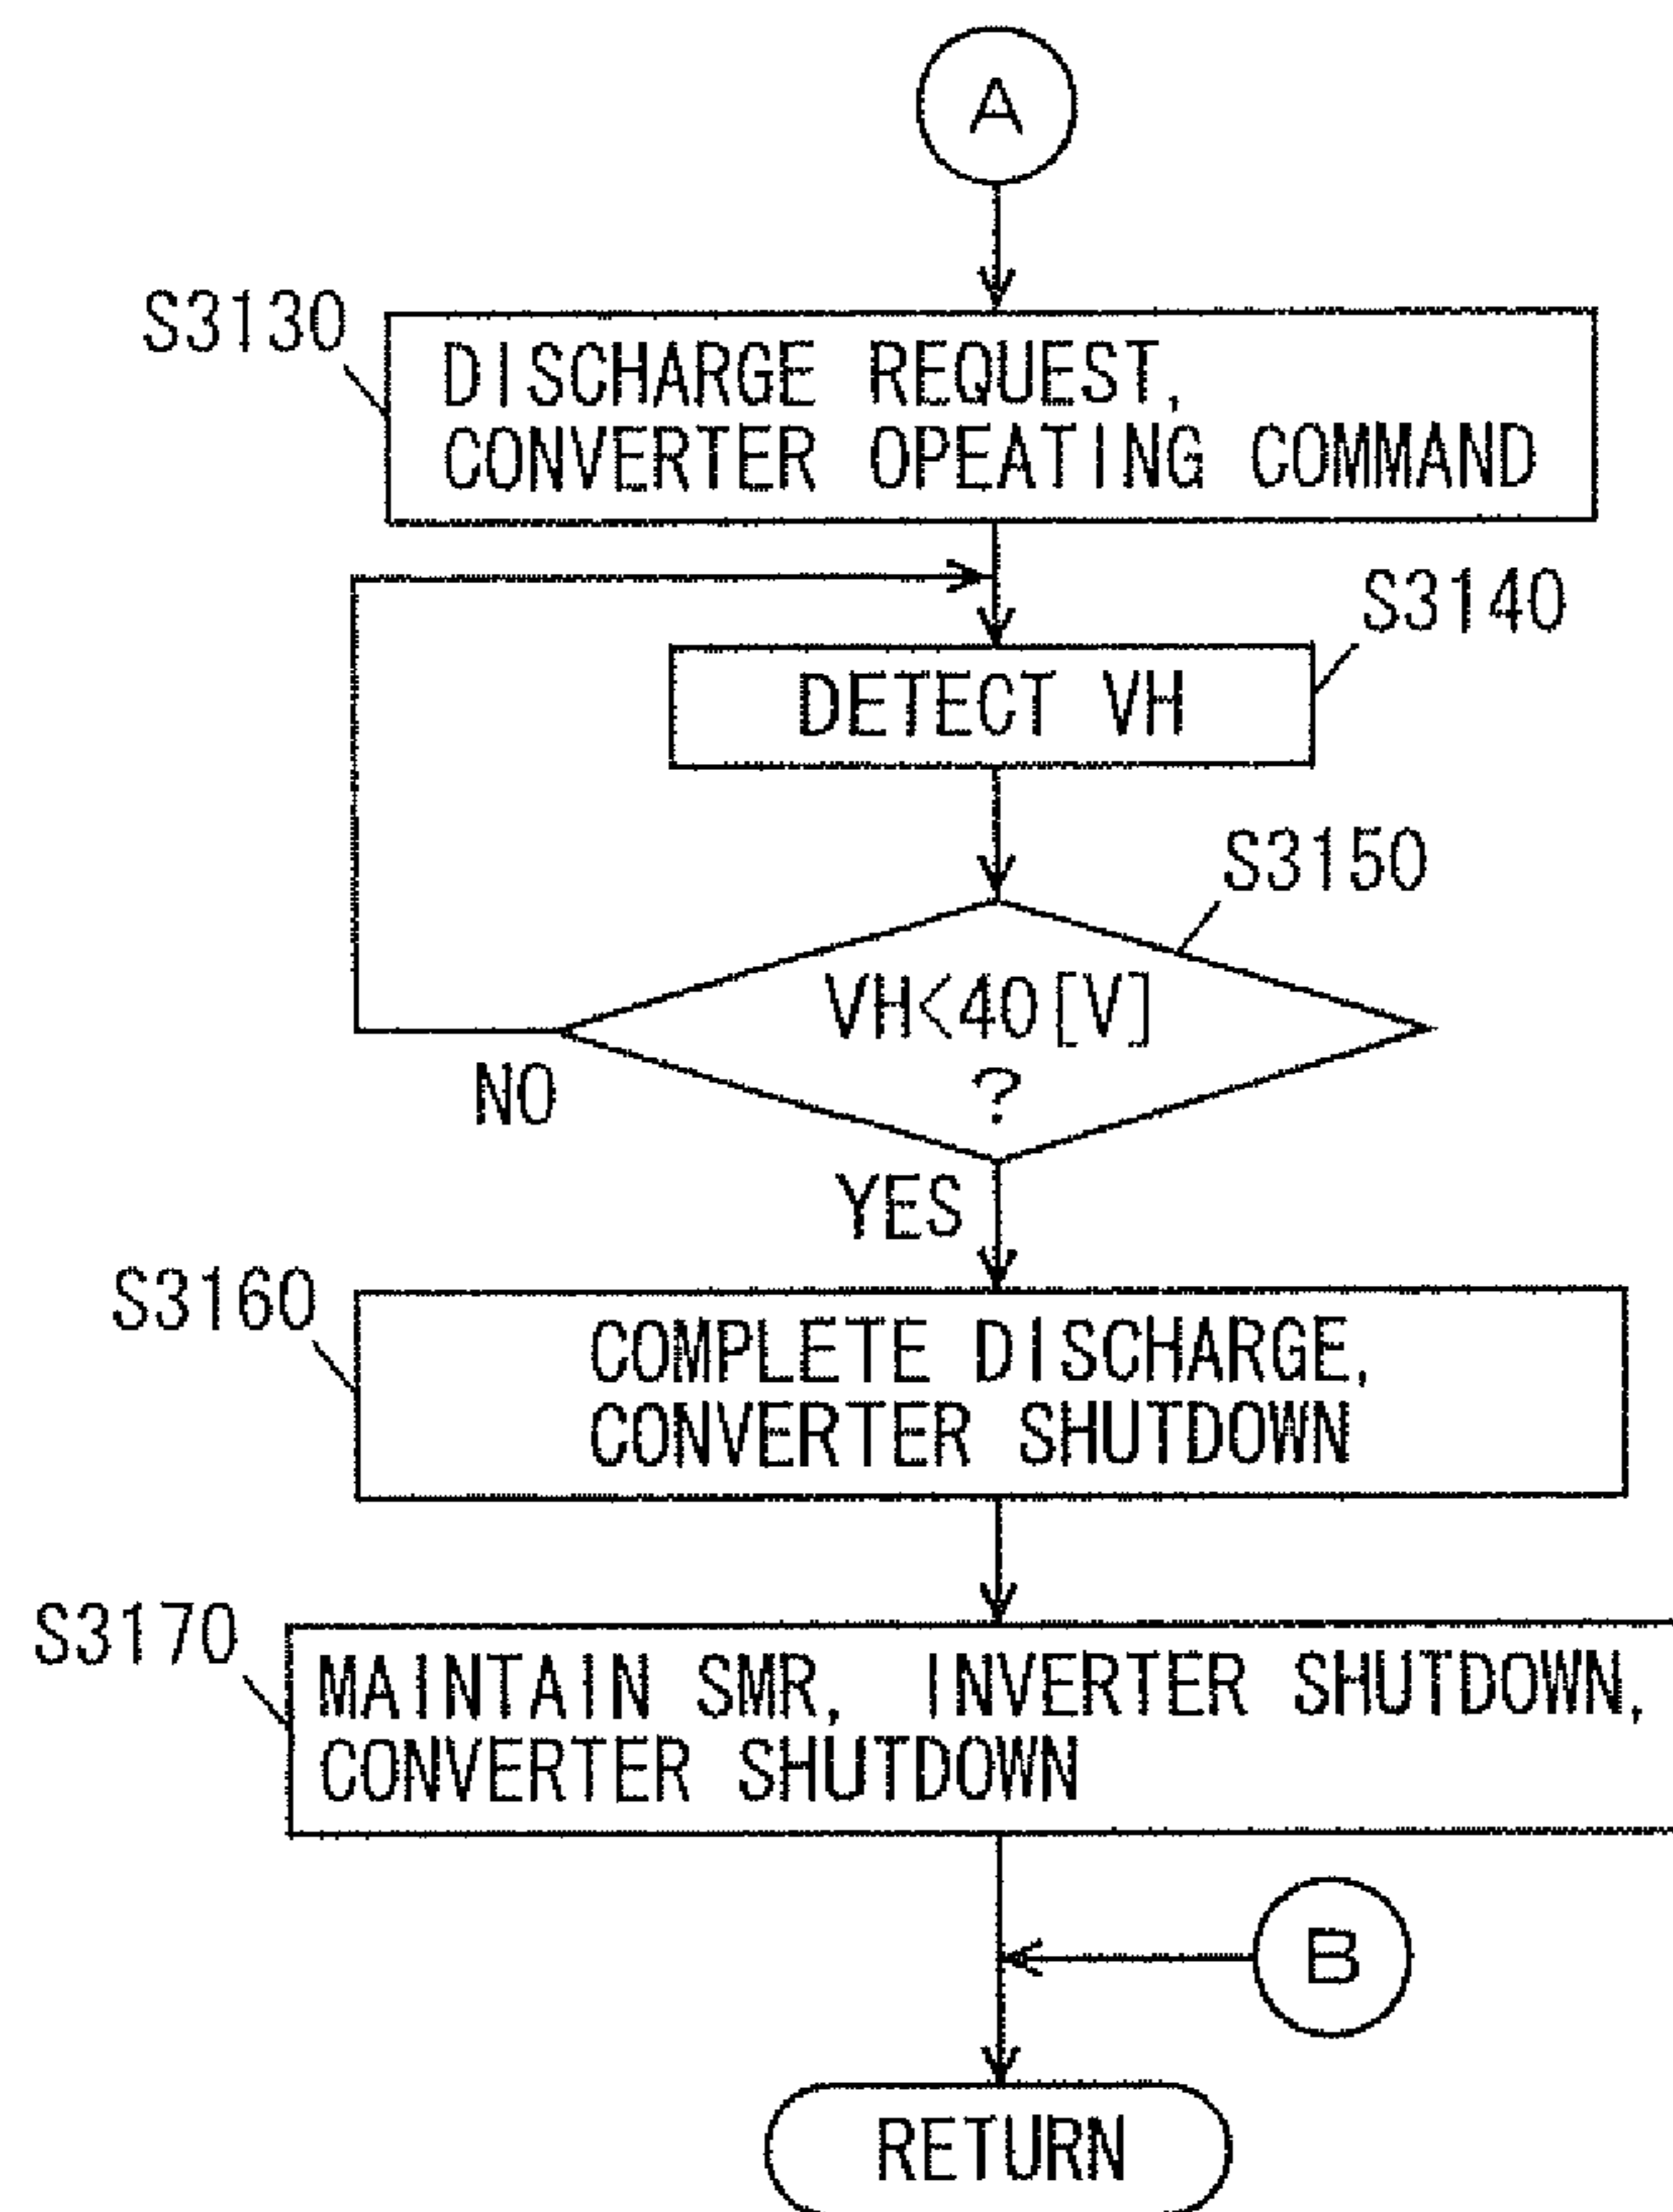 A
S3130
DISCHARGE REQUEST,
CONVERTER OPEATING COMMAND
S3140
DETECT VH
S3150
VH<40[V]
?
NO
YES
S3160
COMPLETE DISCHARGE,
CONVERTER SHUTDOWN
S3170
MAINTAIN SMR, INVERTER SHUTDOWN,
CONVERTER SHUTDOWN
B
RETURN